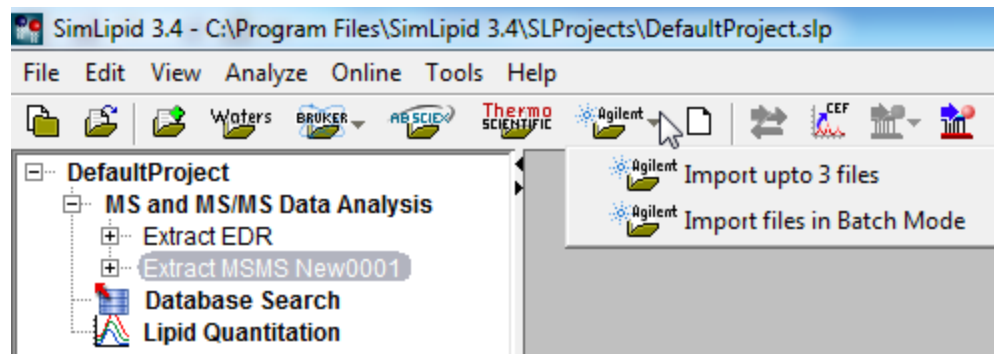 SimLipid 3.4 - C:\Program Files\SimLipid 3.4\SLProjects\DefaultProject.slp
File Edit View Analyze Online Tools Help
Waters BRUKER AB SCIEX Thermo SCIENTIFIC Agilent CEF
DefaultProject
MS and MS/MS Data Analysis
Extract EDR
Extract MSMS New0001
Database Search
Lipid Quantitation
Agilent Import upto 3 files
Agilent Import files in Batch Mode